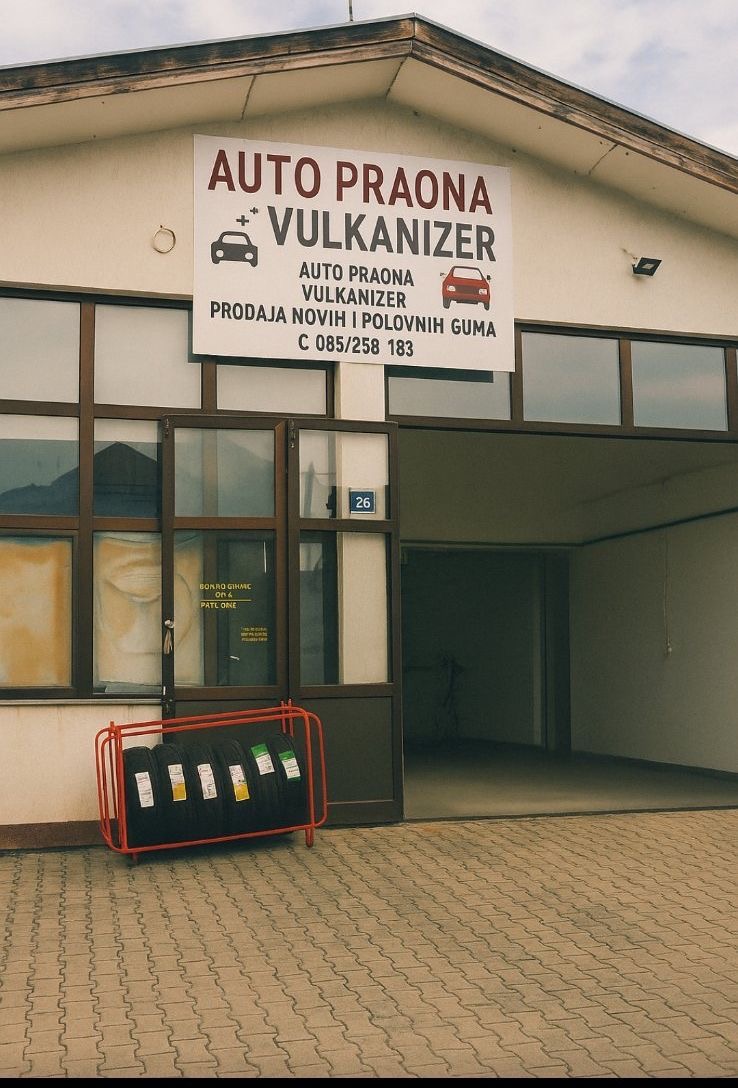 AUTO PRAONA
VULKANIZER
AUTO PRAONA
VULKANIZER
PRODAJA NOVIH I POLOVNIH GUMA
C 085/258 183
26